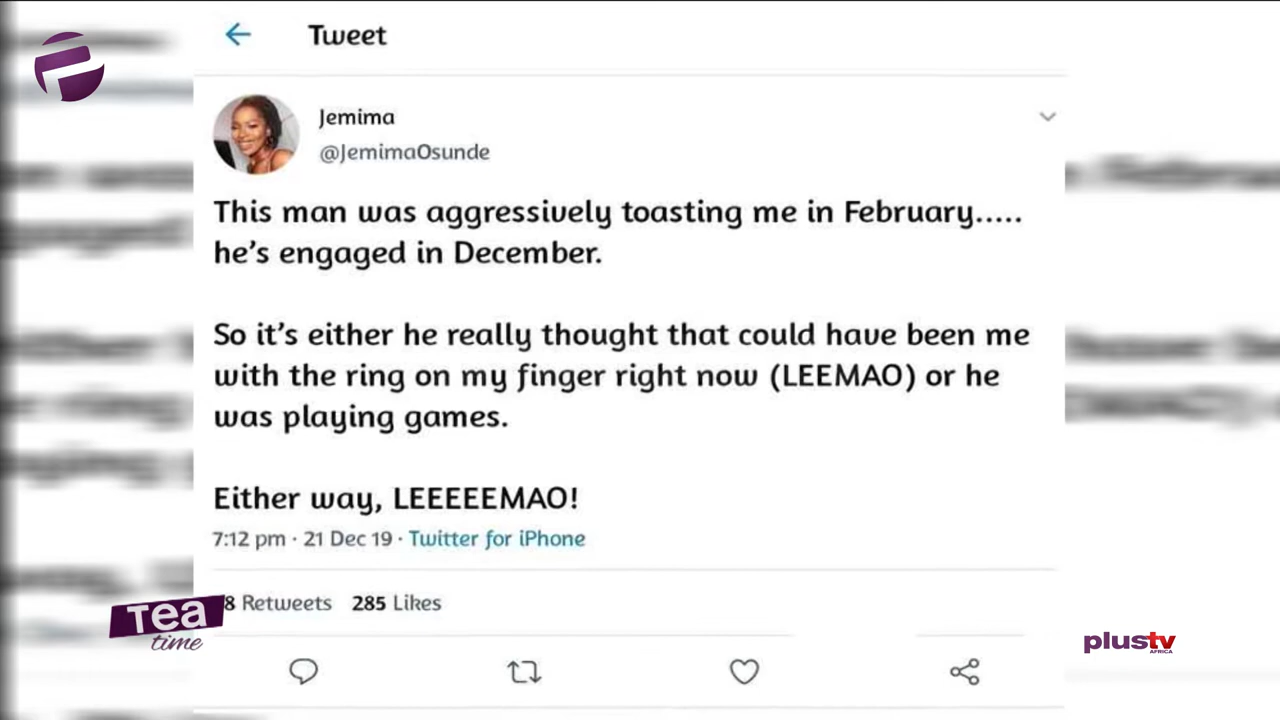 Tweet
Jemima
@JemimaOsunde
This man was aggressively toasting me in February.....
he's engaged in December.
So it's either he really thought that could have been me
with the ring on my finger right now (LEEMAO) or he
was playing games.
Either way, LEEEEEMAO!
7:12 pm · 21 Dec 19 · Twitter for iPhone
8 Retweets 285 Likes
Tea
time
plustv
AFRICA